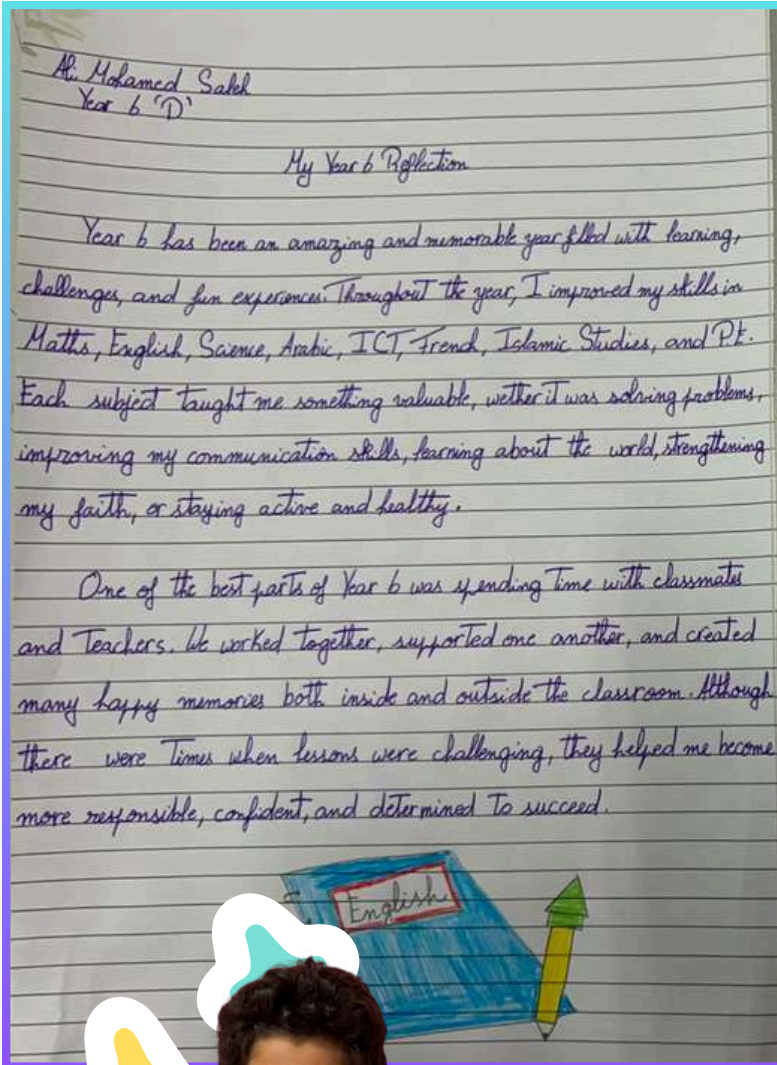 Ali Mohamed Saleh
Year 6 'D'
My Year 6 Reflection
Year 6 has been an amazing and memorable year filled with learning,
challenges, and fun experiences. Throughout the year, I improved my skills in
Maths, English, Science, Arabic, ICT, French, Islamic Studies, and P.E.
Each subject taught me something valuable, wether it was solving problems,
improving my communication skills, learning about the world, strengthening
my faith, or staying active and healthy.
One of the best parts of Year 6 was spending Time with classmates
and Teachers. We worked together, supported one another, and created
many happy memories both inside and outside the classroom. Although
there were Times when lessons were challenging, they helped me become
more responsible, confident, and determined To succeed.
English